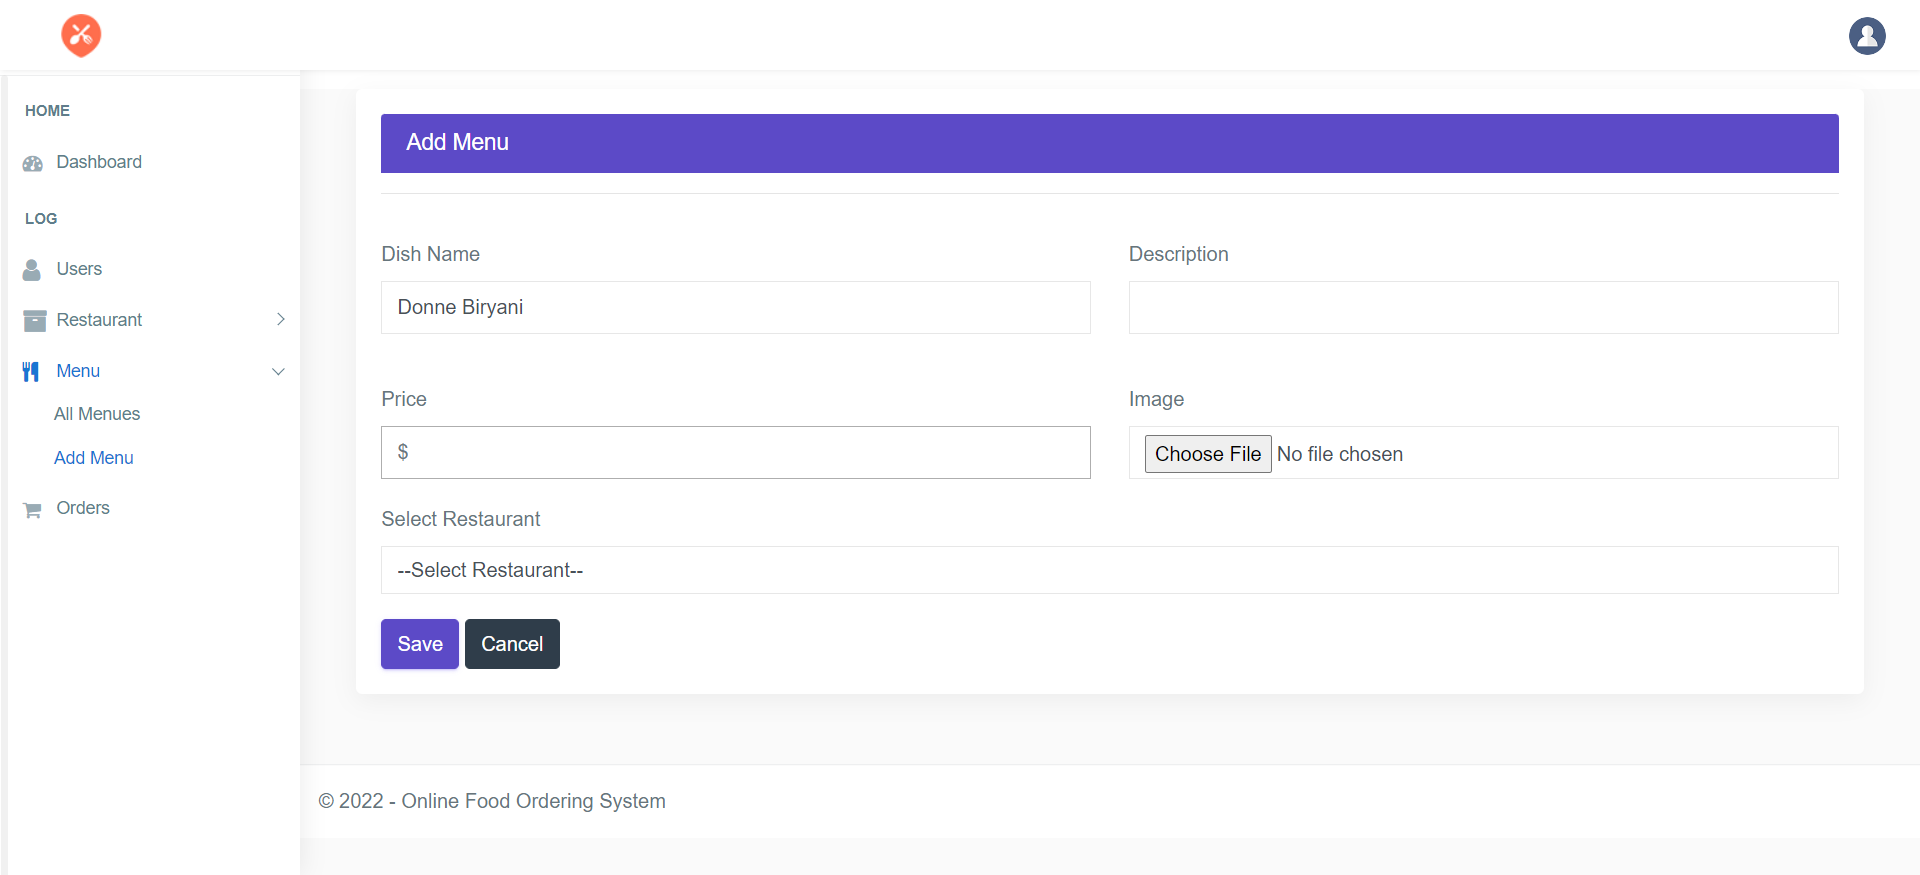 HOME
Dashboard
LOG
Users
Restaurant
Menu
All Menues
Add Menu
Orders
Add Menu
Dish Name
Description
Donne Biryani
Price
Image
$
Choose File No file chosen
Select Restaurant
--Select Restaurant--
Save Cancel
© 2022 - Online Food Ordering System